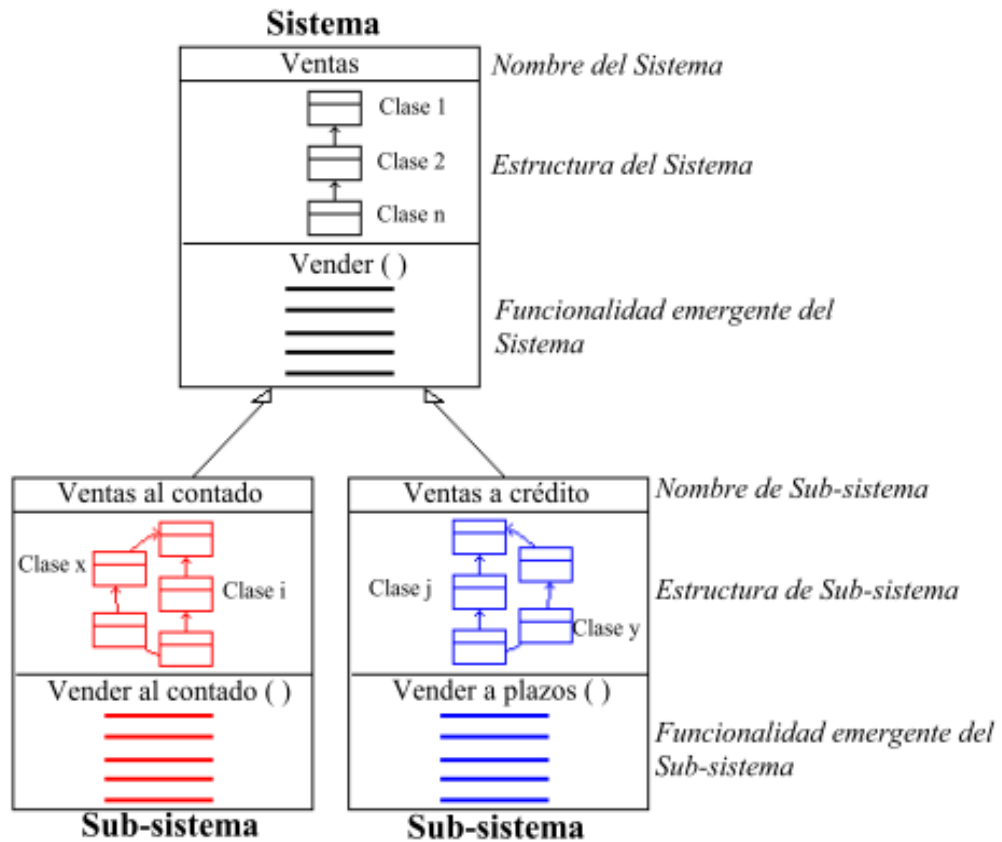 Sistema
Ventas
Nombre del Sistema
Clase 1
Clase 2
Estructura del Sistema
Clase n
Vender ( )
Funcionalidad emergente del
Sistema
Ventas al contado
Ventas a crédito
Nombre de Sub-sistema
Clase x
Clase i
Clase j
Clase y
Estructura de Sub-sistema
Vender al contado ( )
Vender a plazos ( )
Funcionalidad emergente del
Sub-sistema
Sub-sistema
Sub-sistema